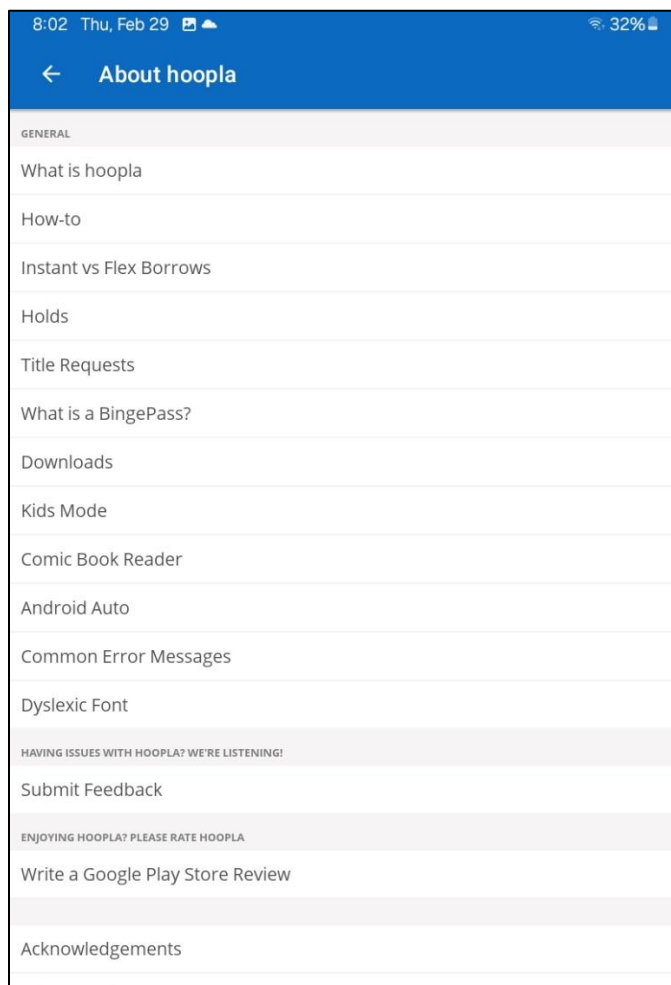 8:02 Thu, Feb 29 32%
About hoopla
GENERAL
What is hoopla
How-to
Instant vs Flex Borrows
Holds
Title Requests
What is a BingePass?
Downloads
Kids Mode
Comic Book Reader
Android Auto
Common Error Messages
Dyslexic Font
HAVING ISSUES WITH HOOPLA? WE'RE LISTENING!
Submit Feedback
ENJOYING HOOPLA? PLEASE RATE HOOPLA
Write a Google Play Store Review
Acknowledgements